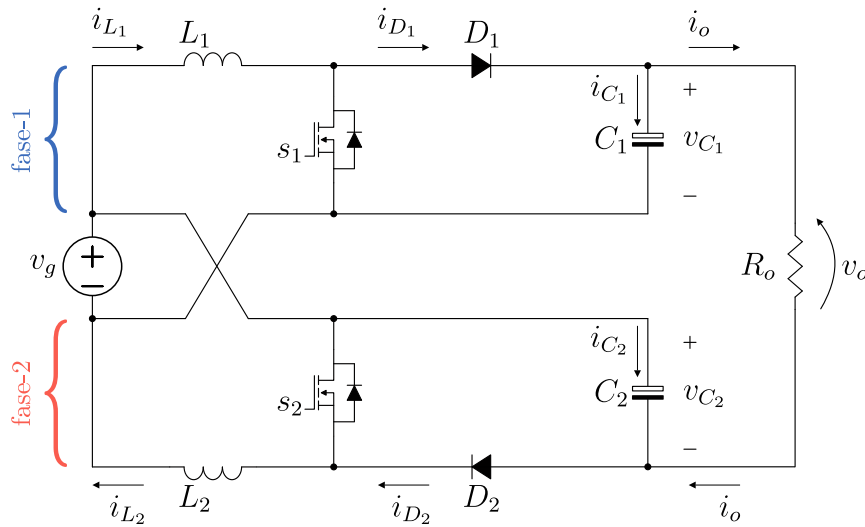 i_{L_1} L_1 i_{D_1} D_1 i_o
fase-1
s_1
i_{C_1}
C_1
+
v_{C_1}
−
v_g
+
−
R_o
v_o
fase-2
s_2
i_{C_2}
C_2
+
v_{C_2}
−
i_{L_2} L_2 i_{D_2} D_2 i_o